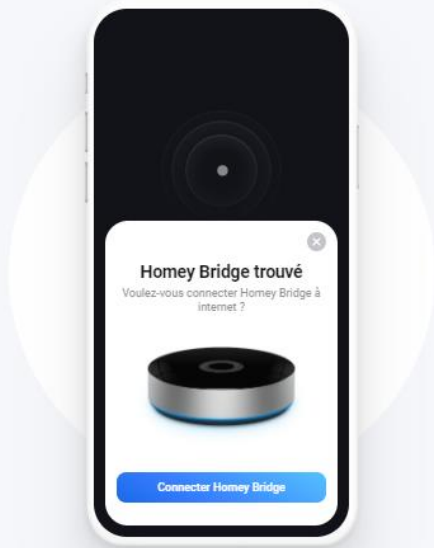 Homey Bridge trouvé
Voulez-vous connecter Homey Bridge à
internet ?
Connecter Homey Bridge